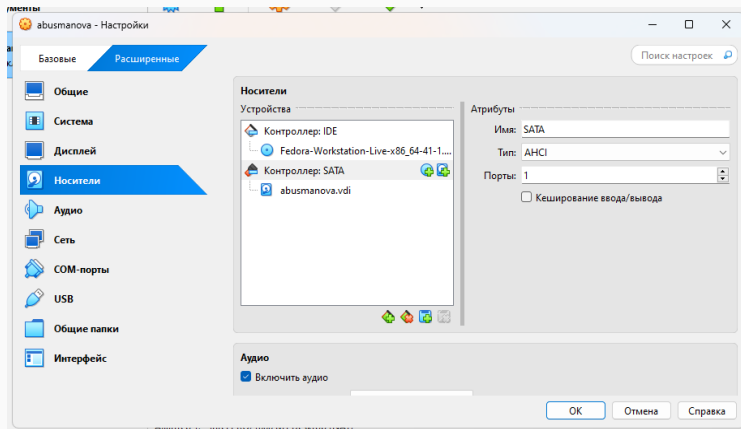 abusmanova - Настройки
Базовые
Расширенные
Поиск настроек
Общие
Система
Дисплей
Носители
Аудио
Сеть
COM-порты
USB
Общие папки
Интерфейс
Носители
Устройства
Контроллер: IDE
Fedora-Workstation-Live-x86_64-41-1....
Контроллер: SATA
abusmanova.vdi
Атрибуты
Имя: SATA
Тип: AHCI
Порты: 1
Кеширование ввода/вывода
Аудио
Включить аудио
OK
Отмена
Справка